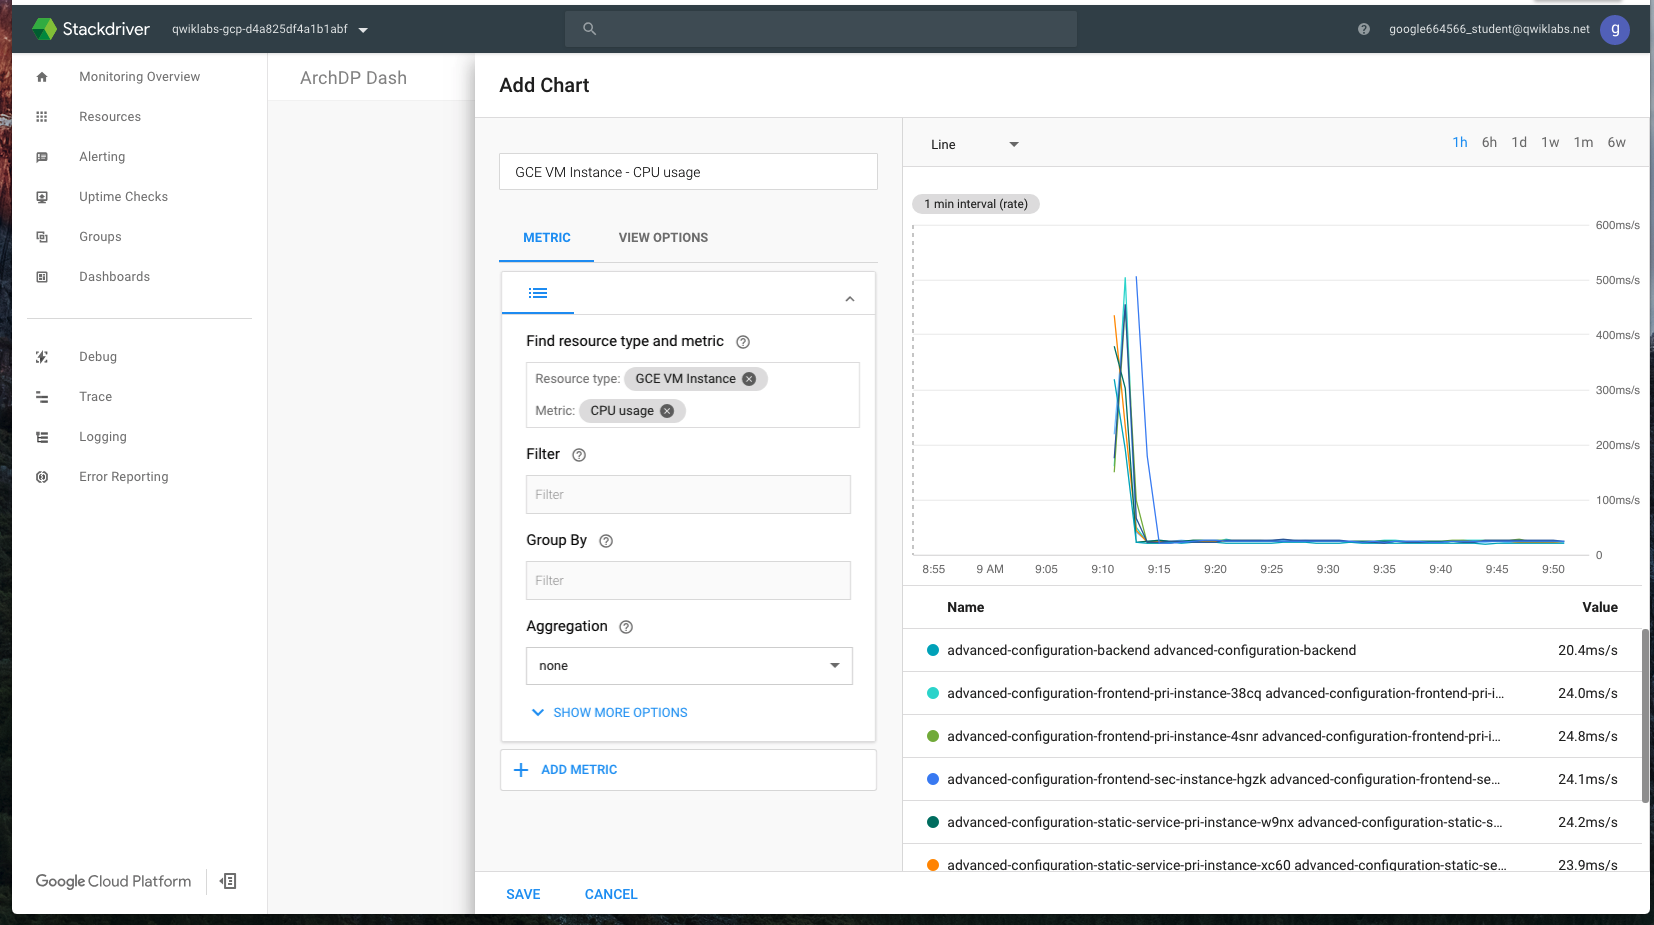 Stackdriver
qwiklabs-gcp-d4a825df4a1b1abf
google664566_student@qwiklabs.net
g
Monitoring Overview
Resources
Alerting
Uptime Checks
Groups
Dashboards
Debug
Trace
Logging
Error Reporting
Google Cloud Platform
ArchDP Dash
Add Chart
GCE VM Instance - CPU usage
METRIC VIEW OPTIONS
Find resource type and metric
Resource type: GCE VM Instance
Metric: CPU usage
Filter
Filter
Group By
Filter
Aggregation
none
SHOW MORE OPTIONS
ADD METRIC
Line
1h 6h 1d 1w 1m 6w
1 min interval (rate)
600ms/s
500ms/s
400ms/s
300ms/s
200ms/s
100ms/s
0
8:55 9 AM 9:05 9:10 9:15 9:20 9:25 9:30 9:35 9:40 9:45 9:50
Name Value
advanced-configuration-backend advanced-configuration-backend 20.4ms/s
advanced-configuration-frontend-pri-instance-38cq advanced-configuration-frontend-pri-i... 24.0ms/s
advanced-configuration-frontend-pri-instance-4snr advanced-configuration-frontend-pri-i... 24.8ms/s
advanced-configuration-frontend-sec-instance-hgzk advanced-configuration-frontend-se... 24.1ms/s
advanced-configuration-static-service-pri-instance-w9nx advanced-configuration-static-s... 24.2ms/s
advanced-configuration-static-service-pri-instance-xc60 advanced-configuration-static-se... 23.9ms/s
SAVE CANCEL